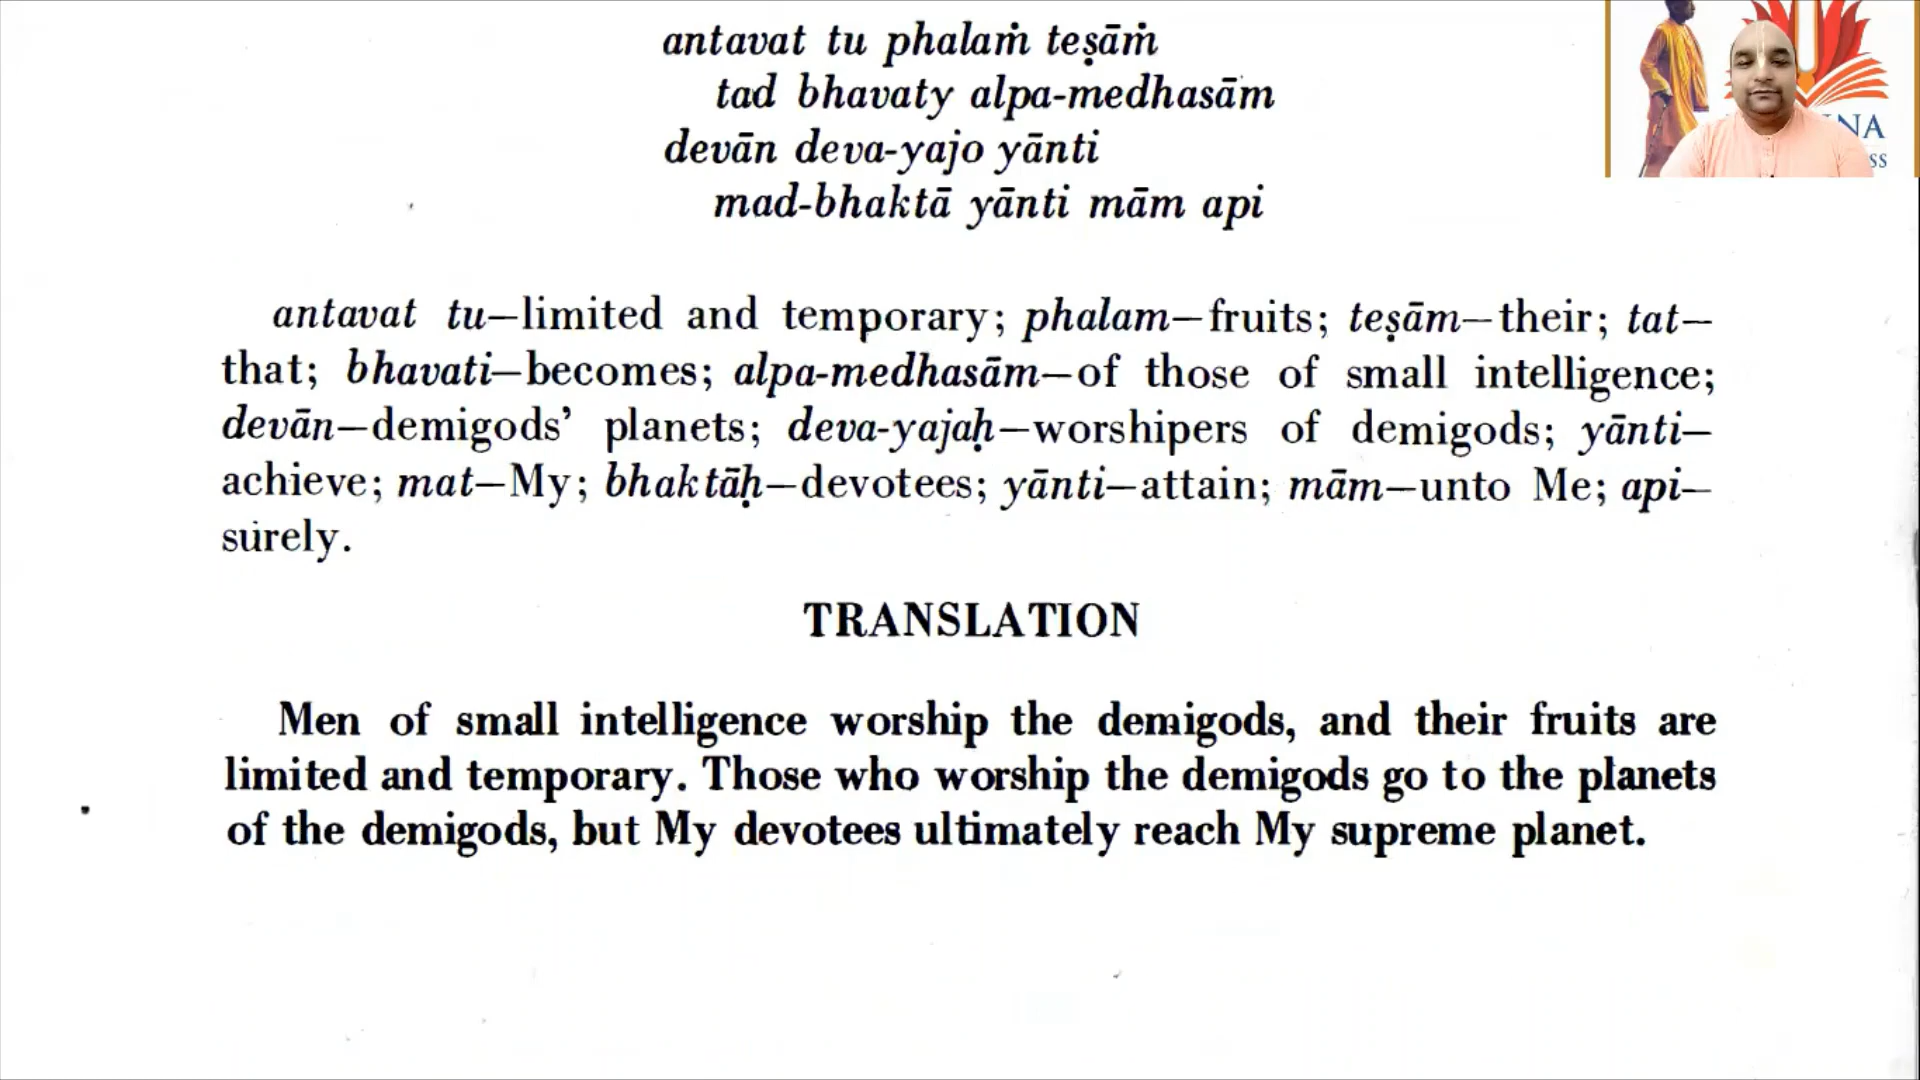 antavat tu phalaṁ teṣāṁ
tad bhavaty alpa-medhasām
devān deva-yajo yānti
mad-bhaktā yānti mām api
antavat tu—limited and temporary; phalam—fruits; teṣām—their; tat—
that; bhavati—becomes; alpa-medhasām—of those of small intelligence;
devān—demigods’ planets; deva-yajaḥ—worshipers of demigods; yānti—
achieve; mat—My; bhaktāḥ—devotees; yānti—attain; mām—unto Me; api—
surely.
TRANSLATION
Men of small intelligence worship the demigods, and their fruits are
limited and temporary. Those who worship the demigods go to the planets
of the demigods, but My devotees ultimately reach My supreme planet.